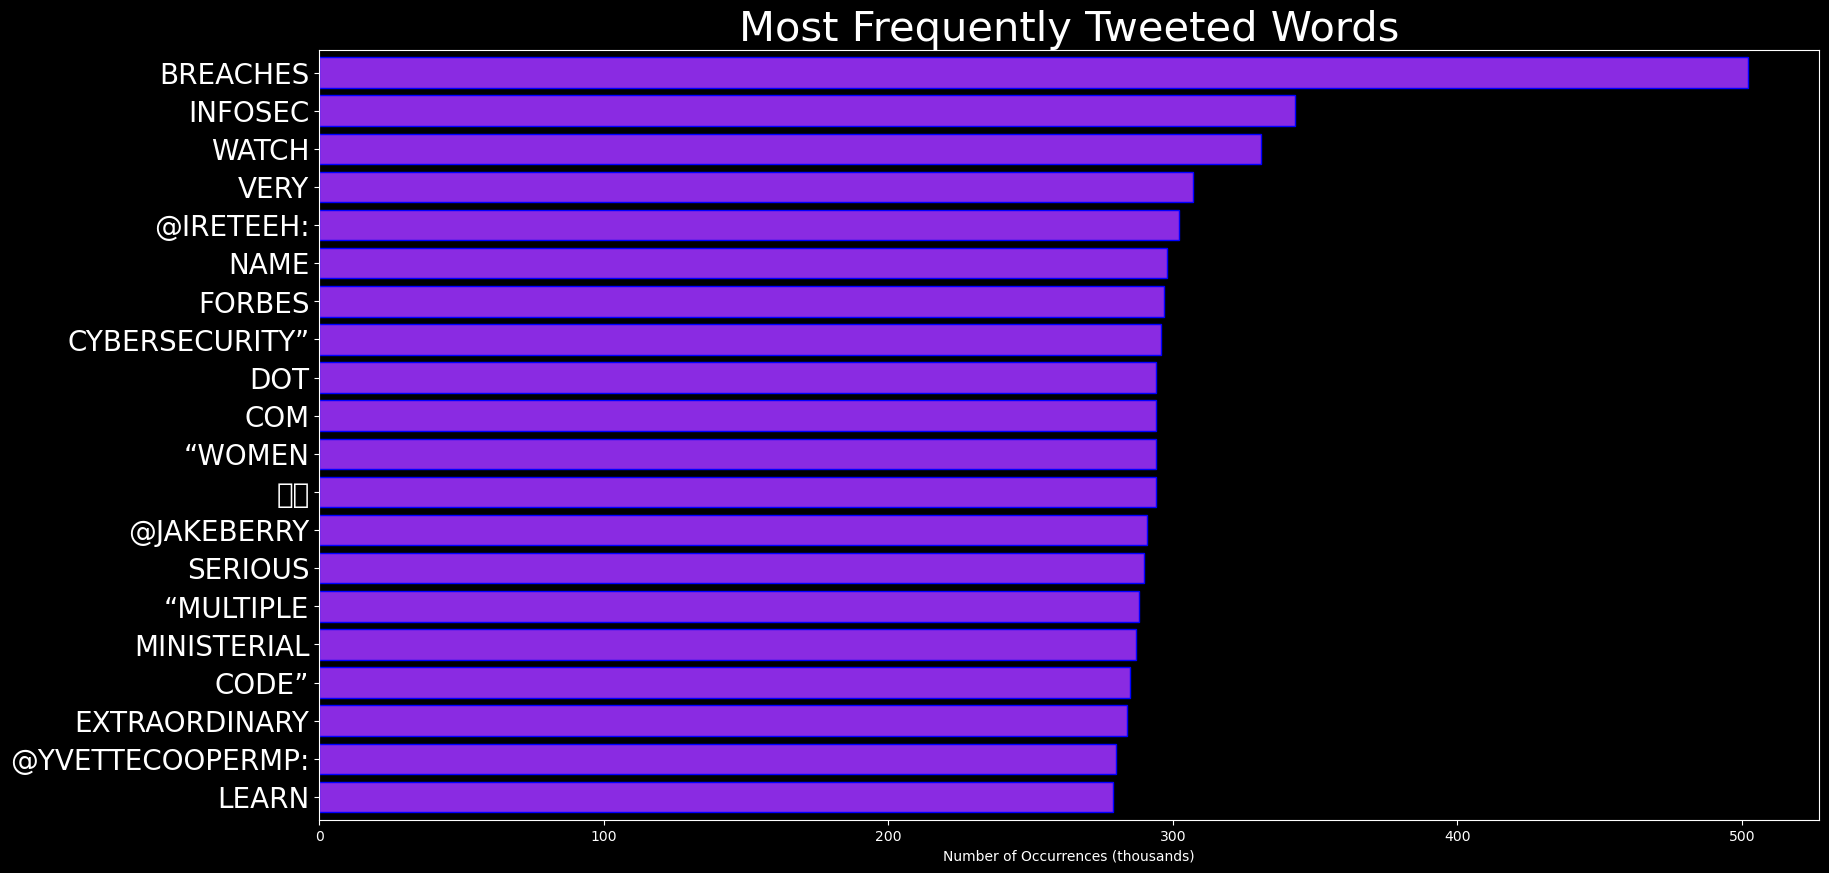 Most Frequently Tweeted Words
BREACHES
INFOSEC
WATCH
VERY
@IRETEEH:
NAME
FORBES
CYBERSECURITY”
DOT
COM
“WOMEN
@JAKEBERRY
SERIOUS
“MULTIPLE
MINISTERIAL
CODE”
EXTRAORDINARY
@YVETTECOOPERMP:
LEARN
0 100 200 300 400 500
Number of Occurrences (thousands)